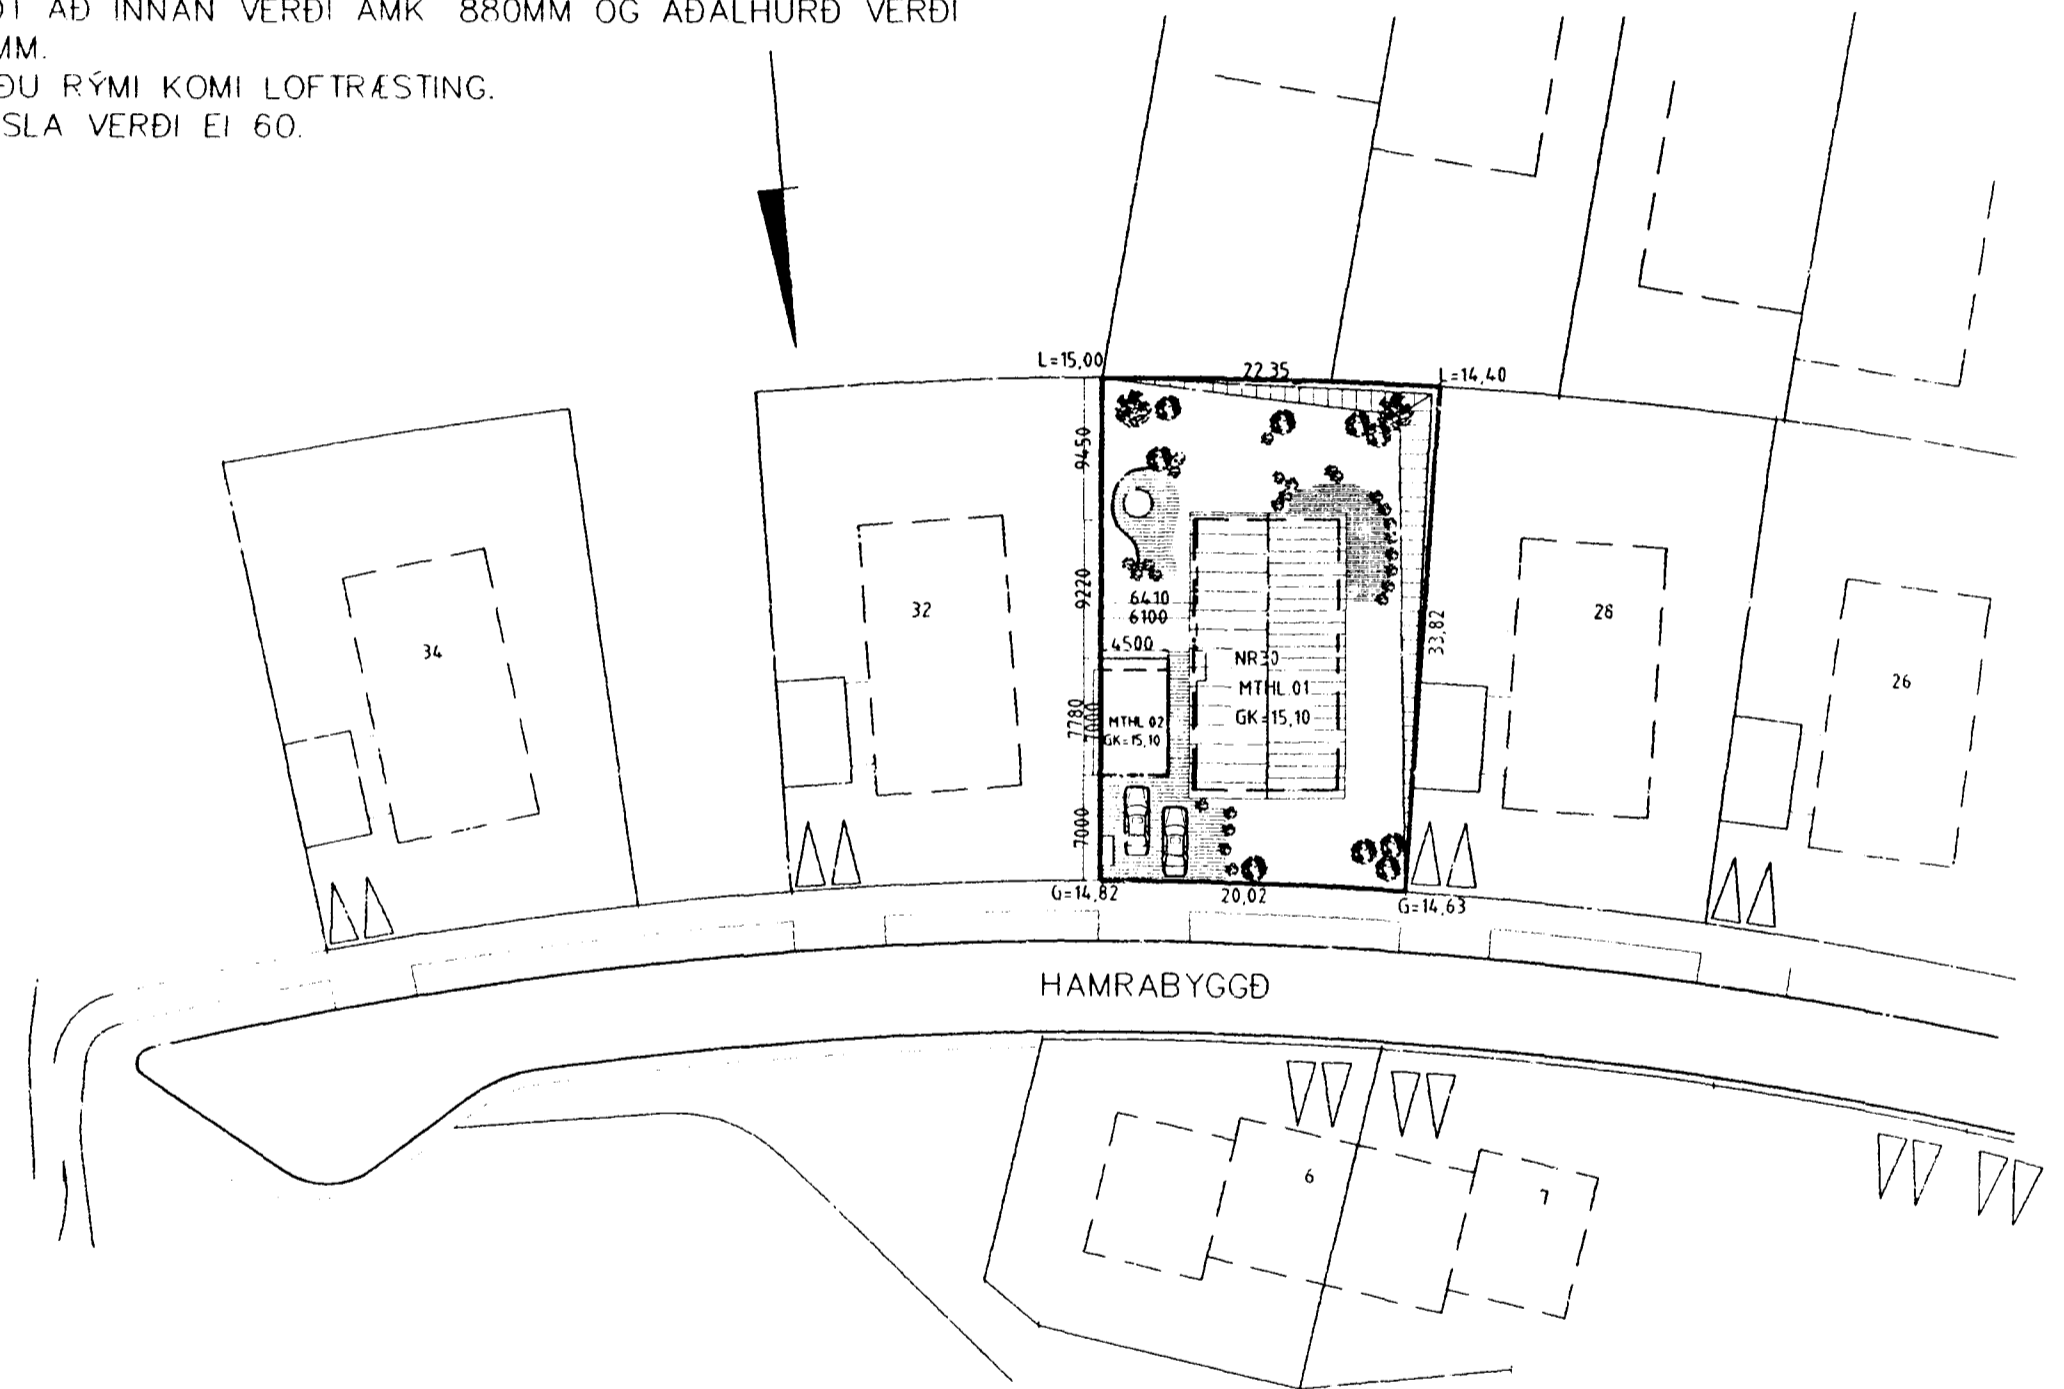 AÐ INNAN VERÐI AMK 880MM OG AÐALHURÐ VERÐI
MM.
ÐU RÝMI KOMI LOFTRÆSTING.
SLA VERÐI EI 60.
L=15,00
22.35
L=14,40
9450
9220
6410
6100
4500
33,82
34
32
28
26
NR30
MTHL.01
GK=15,10
MTHL 02
GK=15,10
7780
7000
7000
G=14,82
20,02
G=14,63
HAMRABYGGÐ
6
7